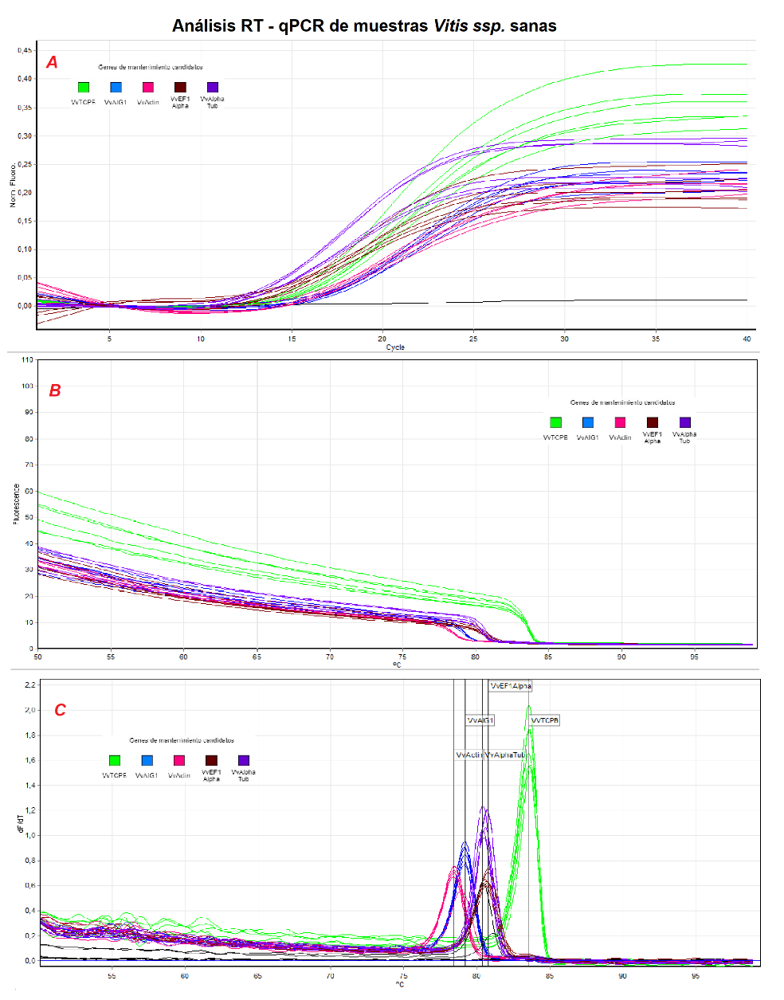 Análisis RT - qPCR de muestras Vitis ssp. sanas
0,45
A
Genes de mantenimiento candidatos
0,40
VvTCPB VvAIG1 VvActin VvEF1 Alpha VvAlpha Tub
0,35
0,30
0,25
Norm. Fluoro.
0,20
0,15
0,10
0,05
0,00
5 10 15 20 25 30 35 40
Cycle
110
B
100
Genes de mantenimiento candidatos
90
VvTCPB VvAIG1 VvActin VvEF1 Alpha VvAlpha Tub
80
70
60
Fluorescence
50
40
30
20
10
0
50 55 60 65 70 75 80 85 90 95
ºC
2,2
VvEF1Alpha
C
2,0
VvAIG1 VvTCPB
1,8
Genes de mantenimiento candidatos
VvActin VvAlphaTub
1,6
VvTCPB VvAIG1 VvActin VvEF1 Alpha VvAlpha Tub
1,4
1,2
dF/dT
1,0
0,8
0,6
0,4
0,2
0,0
55 60 65 70 75 80 85 90 95
ºC